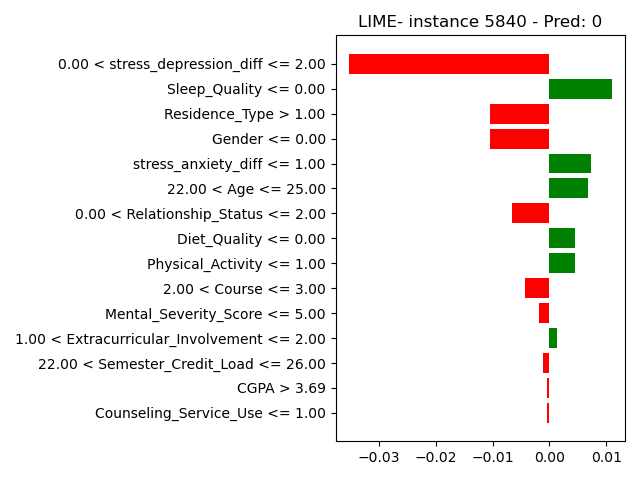 LIME- instance 5840 - Pred: 0
0.00 < stress_depression_diff <= 2.00
Sleep_Quality <= 0.00
Residence_Type > 1.00
Gender <= 0.00
stress_anxiety_diff <= 1.00
22.00 < Age <= 25.00
0.00 < Relationship_Status <= 2.00
Diet_Quality <= 0.00
Physical_Activity <= 1.00
2.00 < Course <= 3.00
Mental_Severity_Score <= 5.00
1.00 < Extracurricular_Involvement <= 2.00
22.00 < Semester_Credit_Load <= 26.00
CGPA > 3.69
Counseling_Service_Use <= 1.00
−0.03 −0.02 −0.01 0.00 0.01